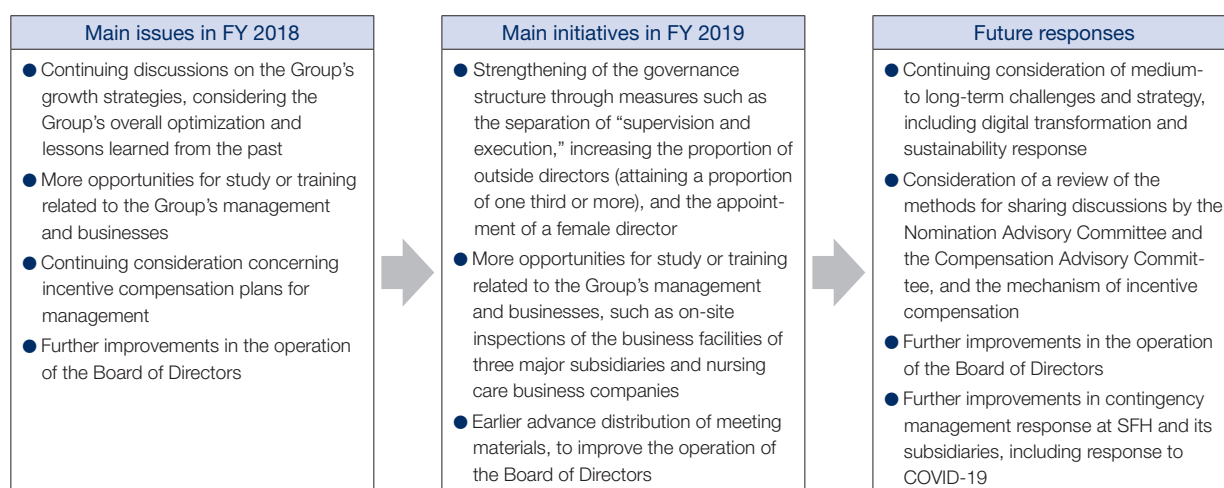 Main issues in FY 2018
● Continuing discussions on the Group's
growth strategies, considering the
Group's overall optimization and
lessons learned from the past
● More opportunities for study or training
related to the Group's management
and businesses
● Continuing consideration concerning
incentive compensation plans for
management
● Further improvements in the operation
of the Board of Directors
Main initiatives in FY 2019
● Strengthening of the governance
structure through measures such as
the separation of “supervision and
execution,” increasing the proportion of
outside directors (attaining a proportion
of one third or more), and the appoint-
ment of a female director
● More opportunities for study or training
related to the Group's management
and businesses, such as on-site
inspections of the business facilities of
three major subsidiaries and nursing
care business companies
● Earlier advance distribution of meeting
materials, to improve the operation of
the Board of Directors
Future responses
● Continuing consideration of medium-
to long-term challenges and strategy,
including digital transformation and
sustainability response
● Consideration of a review of the
methods for sharing discussions by the
Nomination Advisory Committee and
the Compensation Advisory Commit-
tee, and the mechanism of incentive
compensation
● Further improvements in the operation
of the Board of Directors
● Further improvements in contingency
management response at SFH and its
subsidiaries, including response to
COVID-19